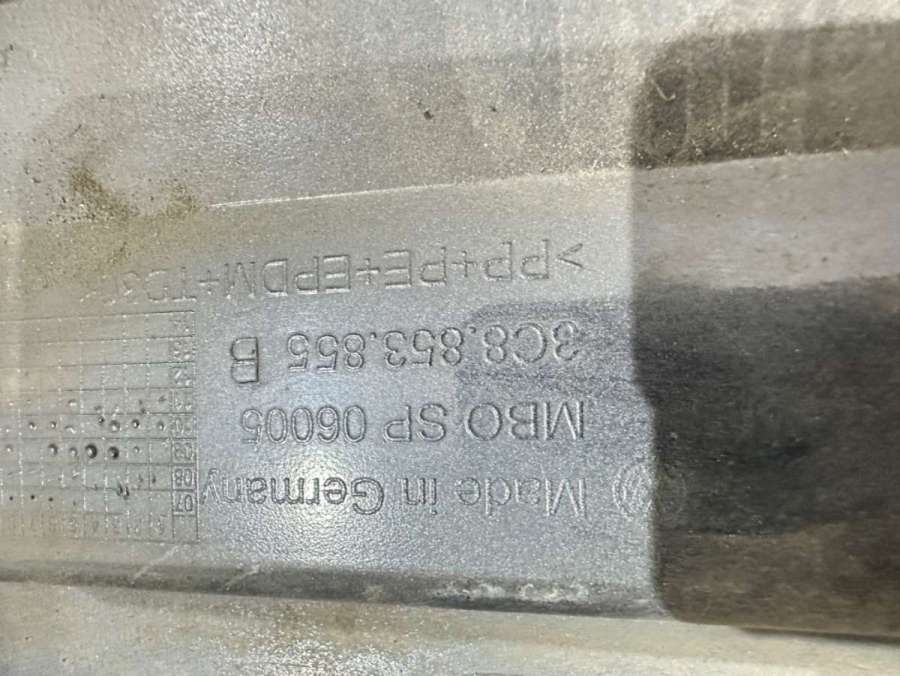 Made in Germany
MBO SP 06005
3C8.853.855 B
>PP+PE+EPDM+